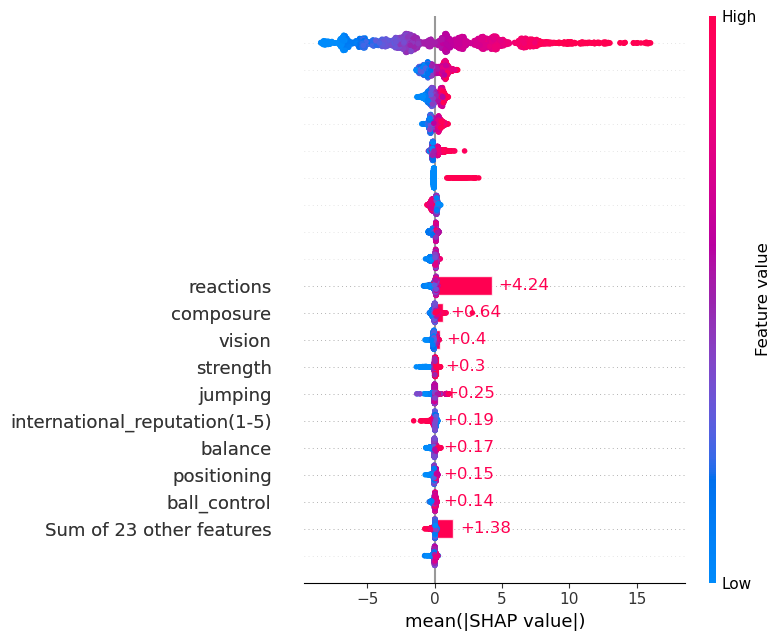 High
reactions +4.24
composure +0.64
vision +0.4
strength +0.3
jumping +0.25
international_reputation(1-5) +0.19
balance +0.17
positioning +0.15
ball_control +0.14
Sum of 23 other features +1.38
Feature value
Low
−5 0 5 10 15
mean(|SHAP value|)